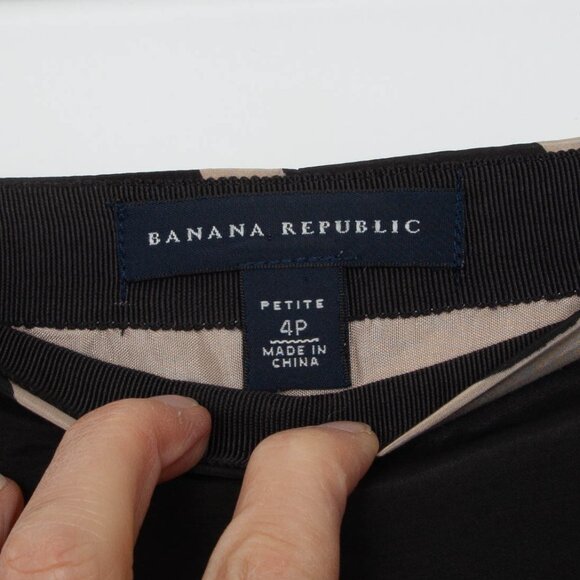 BANANA REPUBLIC
PETITE
4P
MADE IN
CHINA